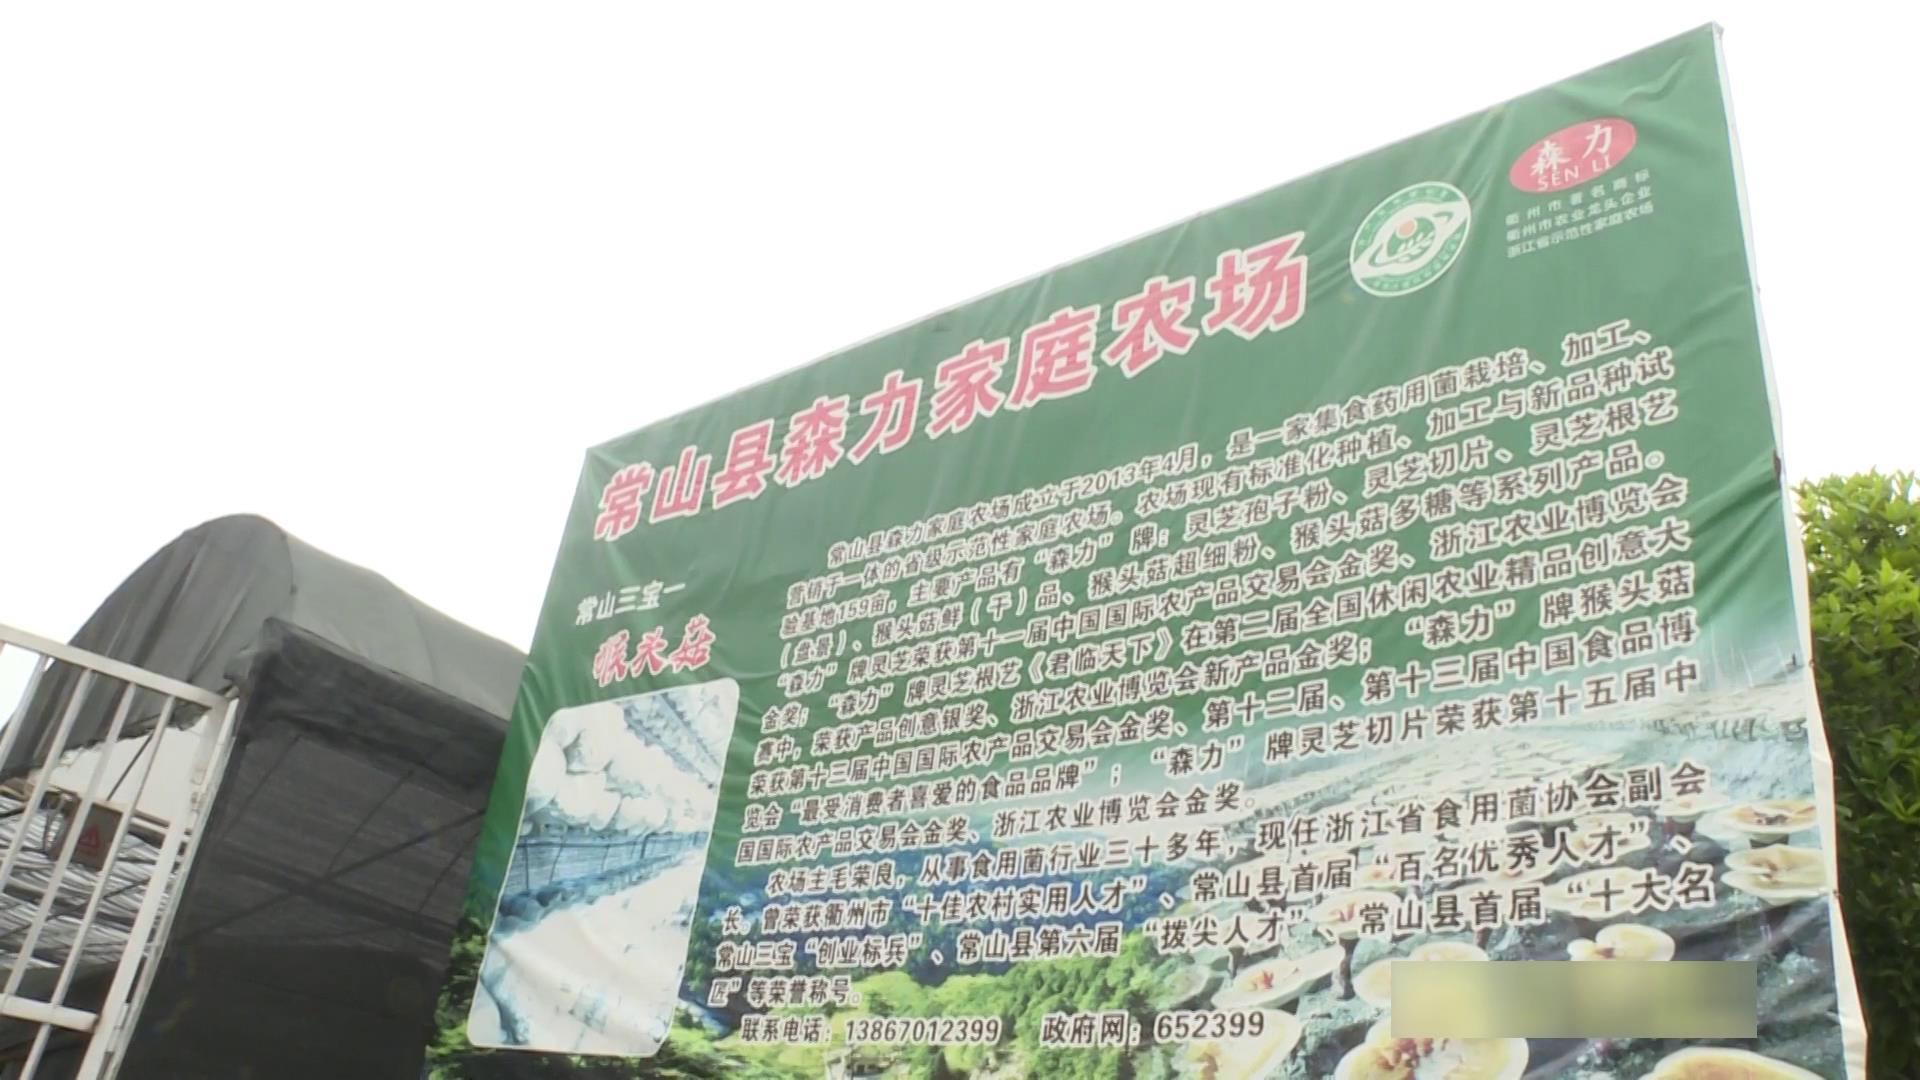 森力
SEN LI
衢州市著名商标
衢州市农业龙头企业
浙江省示范性家庭农场
常山县森力家庭农场
常山三宝一
猴头菇
常山县森力家庭农场成立于2013年4月，是一家集食药用菌栽培、加工、
营销于一体的省级示范性家庭农场。农场现有标准化种植、加工与新品种试
验基地159亩，主要产品有“森力”牌：灵芝孢子粉、灵芝切片、灵芝根艺
（盘景）、猴头菇鲜（干）品、猴头菇超细粉、猴头菇多糖等系列产品。
“森力”牌灵芝荣获第十一届中国国际农产品交易会金奖、浙江农业博览会
金奖；“森力”牌灵芝根艺《君临天下》在第二届全国休闲农业精品创意大
赛中，荣获产品创意银奖、浙江农业博览会新产品金奖；“森力”牌猴头菇
荣获第十三届中国国际农产品交易会金奖、第十二届、第十三届中国食品博
览会“最受消费者喜爱的食品品牌”；“森力”牌灵芝切片荣获第十五届中
国国际农产品交易会金奖、浙江农业博览会金奖。
农场主毛荣良，从事食用菌行业三十多年，现任浙江省食用菌协会副会
长。曾荣获衢州市“十佳农村实用人才”、常山县首届“百名优秀人才”、
常山三宝“创业标兵”、常山县第六届“拨尖人才”、常山县首届“十大名
匠”等荣誉称号。
联系电话：13867012399 政府网：652399